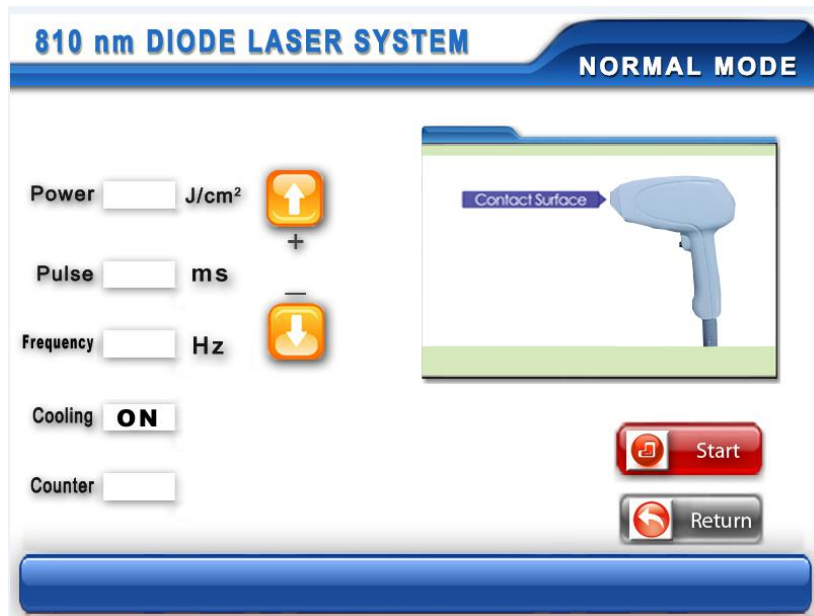 810 nm DIODE LASER SYSTEM
NORMAL MODE
Power J/cm²
+
Pulse ms
—
Frequency Hz
Cooling ON
Counter
Contact Surface
Start
Return